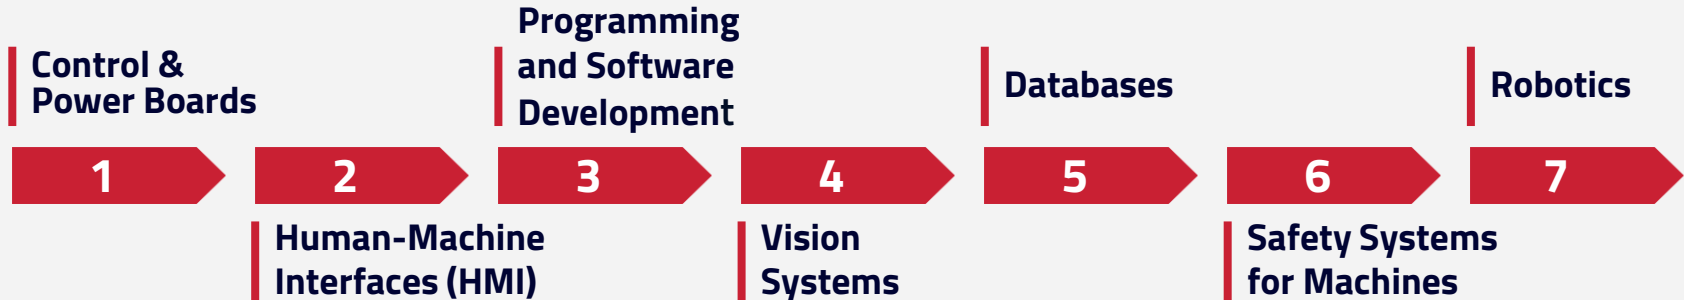 Control &
Power Boards
1
Human-Machine
Interfaces (HMI)
2
Programming
and Software
Development
3
Vision
Systems
4
Databases
5
Safety Systems
for Machines
6
Robotics
7